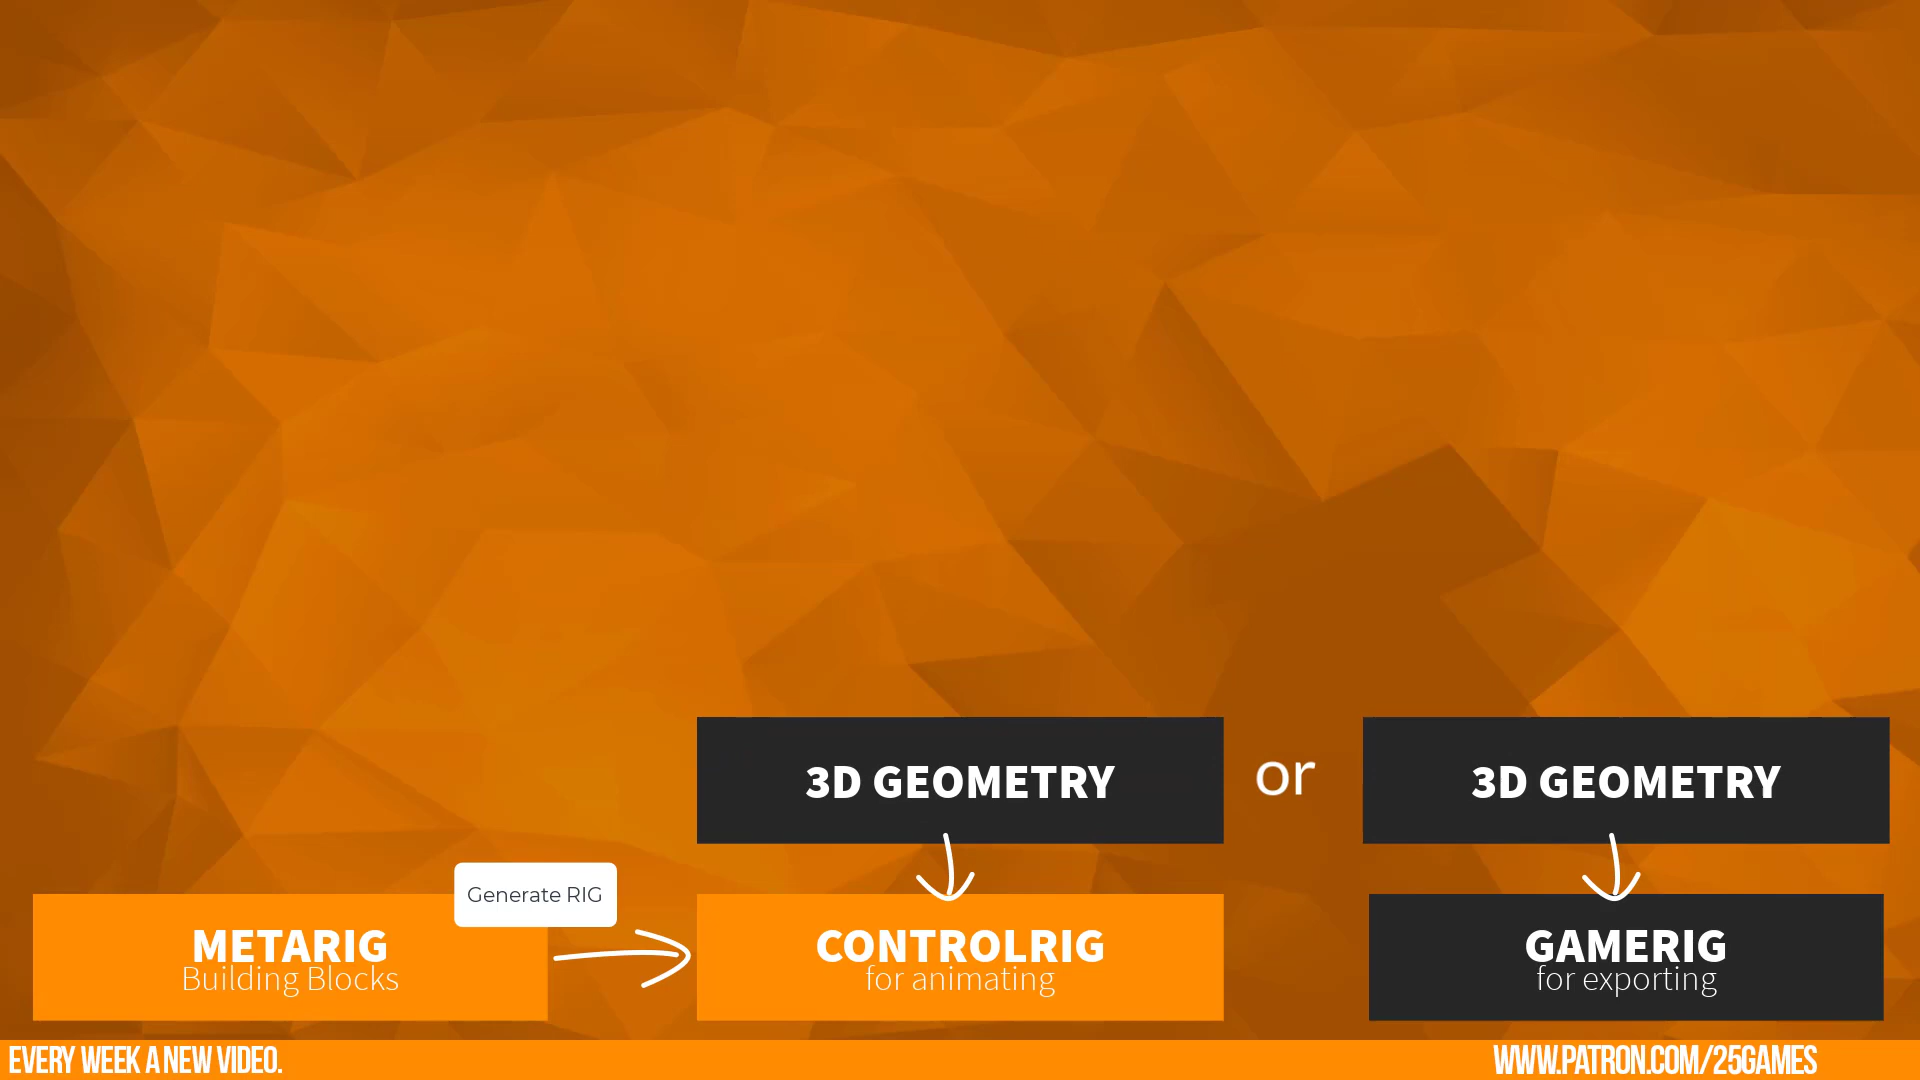 3D GEOMETRY
or
3D GEOMETRY
Generate RIG
METARIG
Building Blocks
CONTROLRIG
for animating
GAMERIG
for exporting
EVERY WEEK A NEW VIDEO.
WWW.PATRON.COM/25GAMES